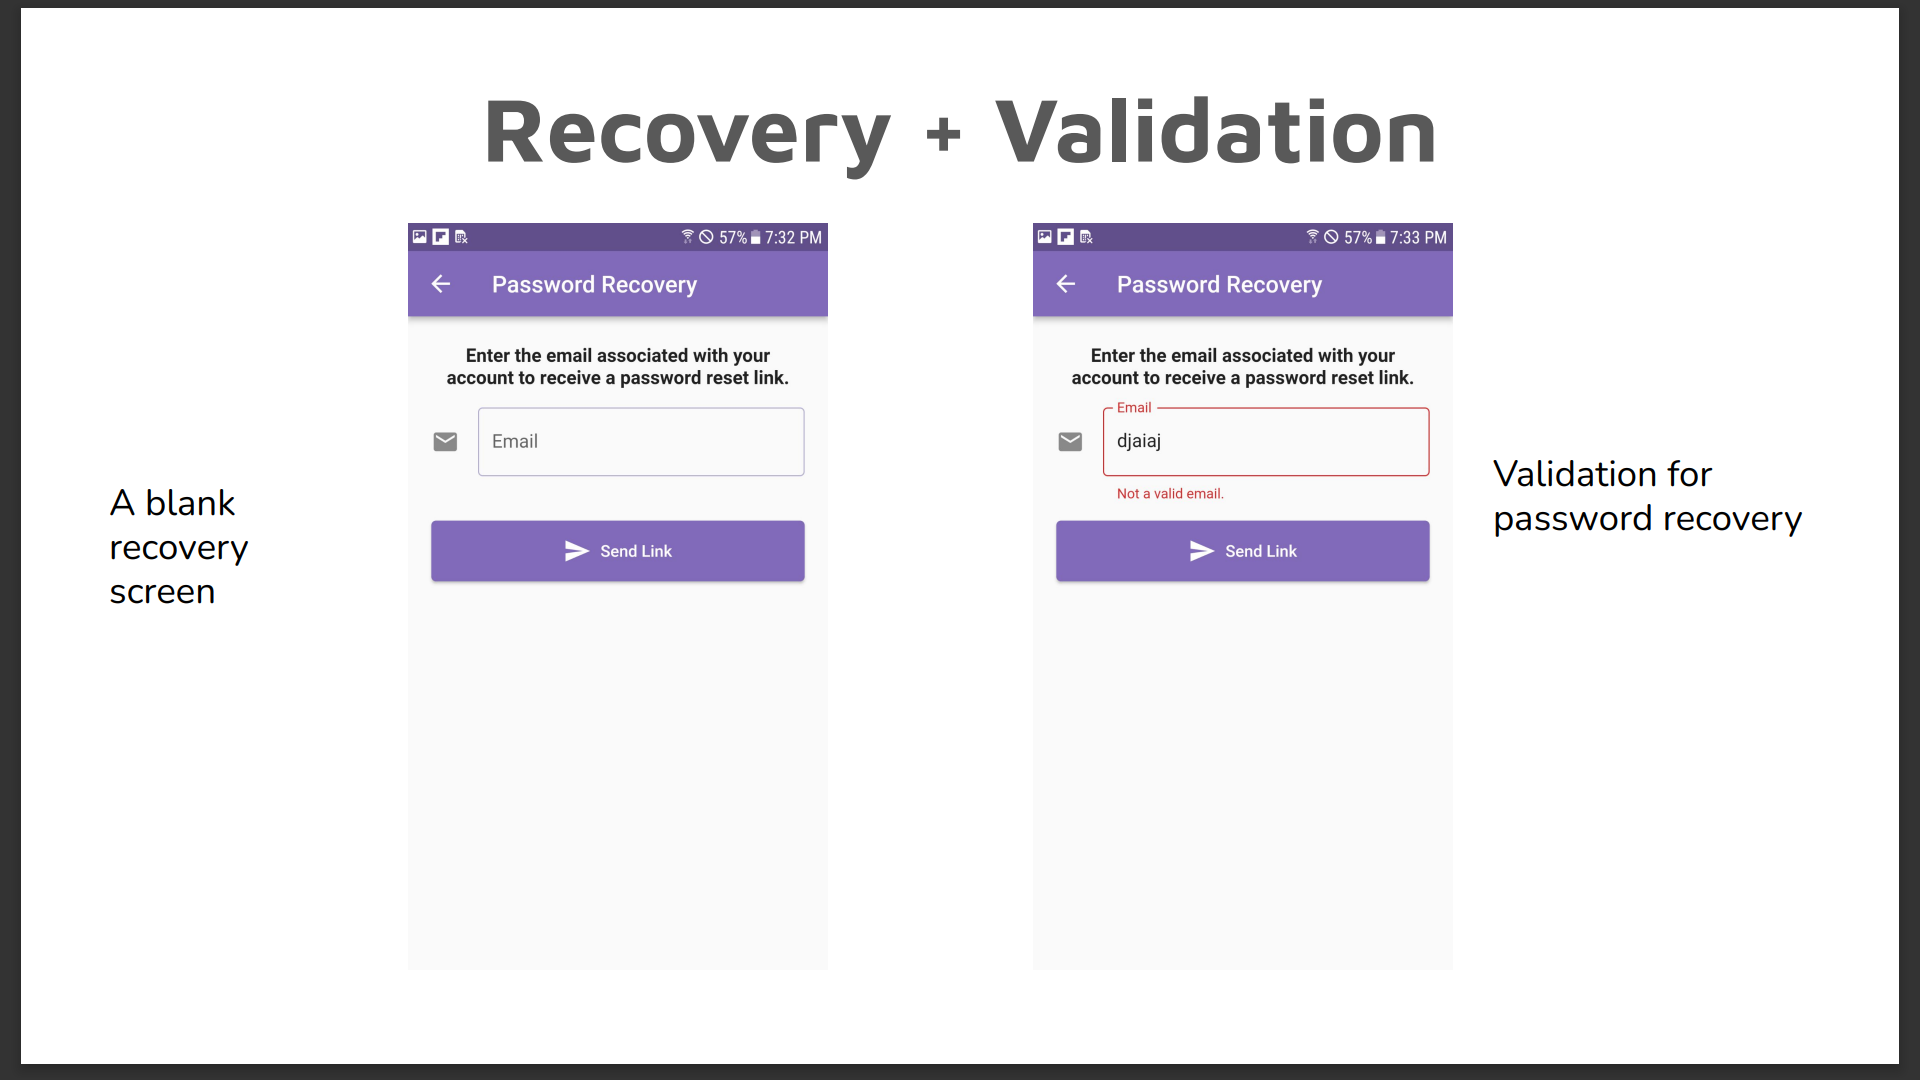 Recovery + Validation
A blank
recovery
screen
57% 7:32 PM
Password Recovery
Enter the email associated with your
account to receive a password reset link.
Email
Send Link
57% 7:33 PM
Password Recovery
Enter the email associated with your
account to receive a password reset link.
Email
djaiaj
Not a valid email.
Send Link
Validation for
password recovery